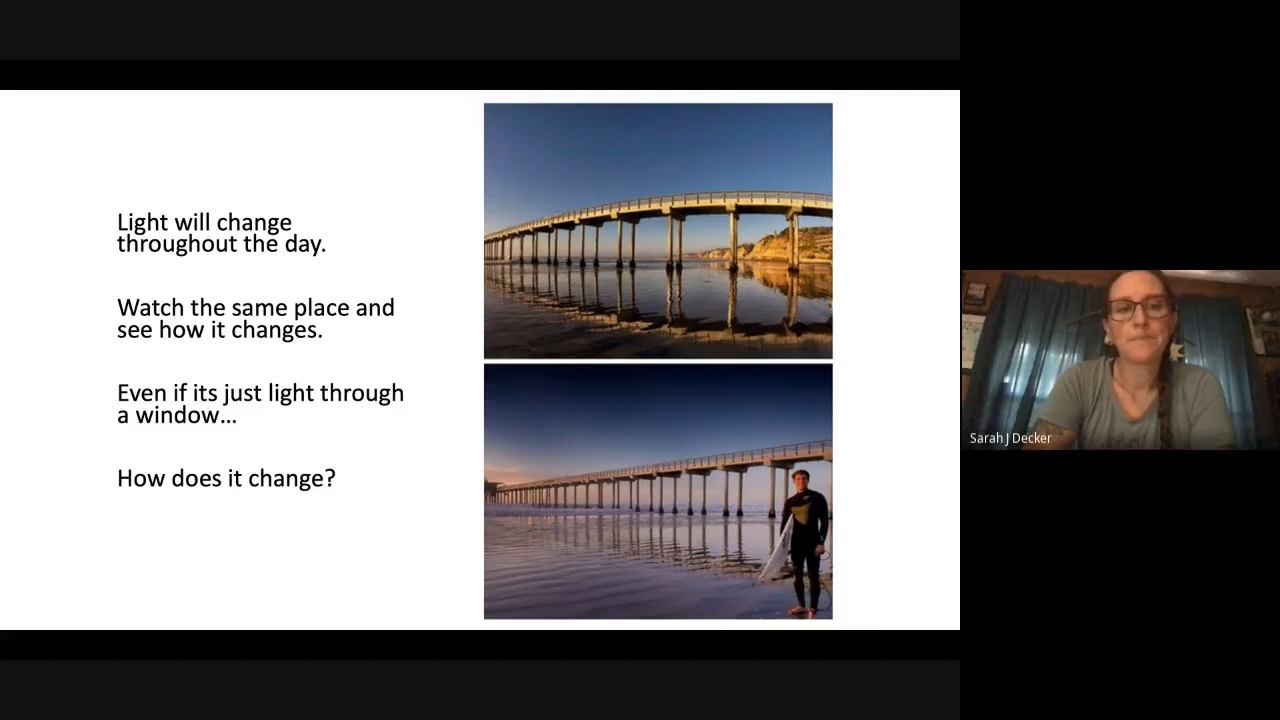 Light will change
throughout the day.
Watch the same place and
see how it changes.
Even if its just light through
a window...
How does it change?
Sarah J Decker